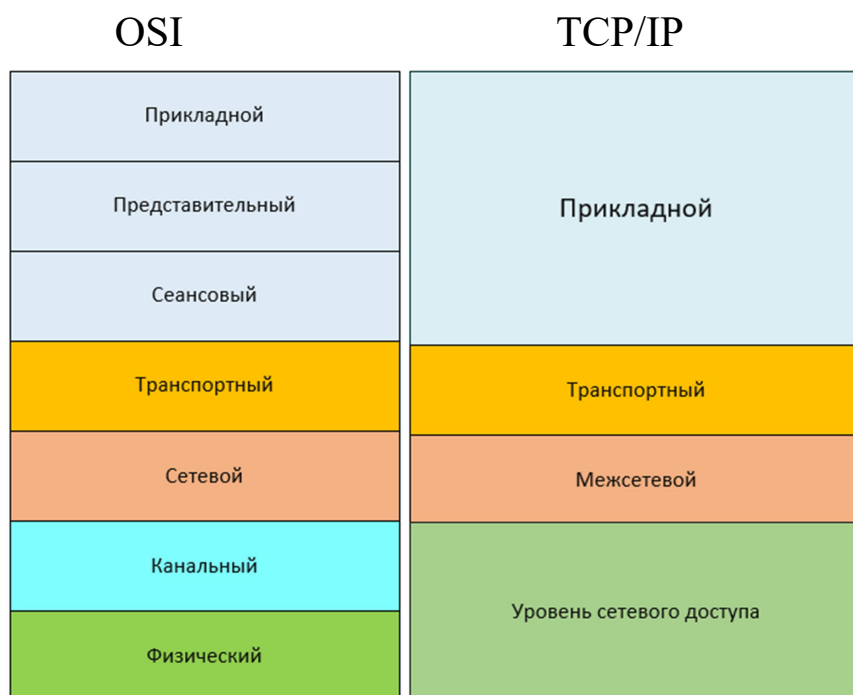 OSI
TCP/IP
Прикладной
Представительный
Сеансовый
Транспортный
Сетевой
Канальный
Физический
Прикладной
Транспортный
Межсетевой
Уровень сетевого доступа